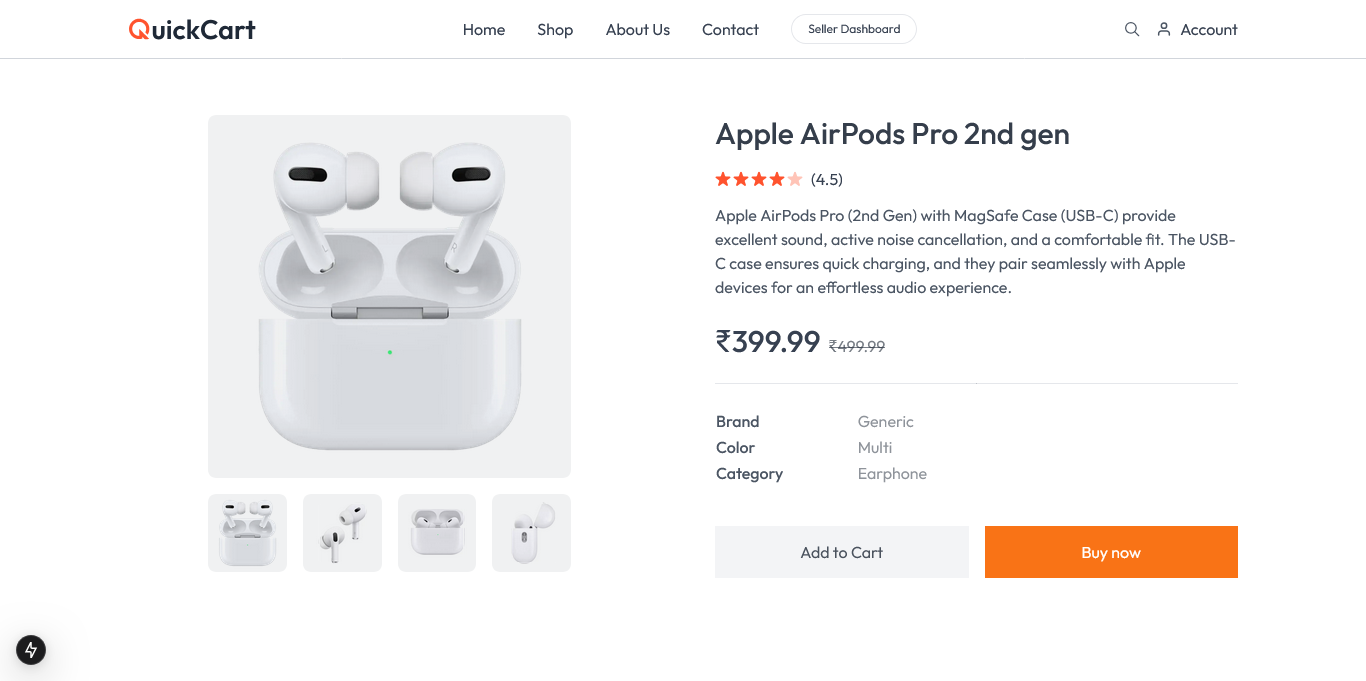 QuickCart
Home
Shop
About Us
Contact
Seller Dashboard
Account
Apple AirPods Pro 2nd gen
(4.5)
Apple AirPods Pro (2nd Gen) with MagSafe Case (USB-C) provide
excellent sound, active noise cancellation, and a comfortable fit. The USB-
C case ensures quick charging, and they pair seamlessly with Apple
devices for an effortless audio experience.
₹399.99 ₹499.99
Brand Generic
Color Multi
Category Earphone
Add to Cart
Buy now